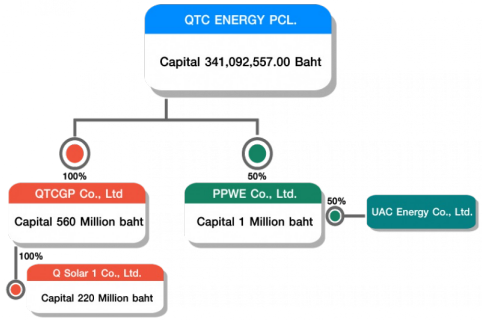 QTC ENERGY PCL.
Capital 341,092,557.00 Baht
100%
50%
QTCGP Co., Ltd
Capital 560 Million baht
PPWE Co., Ltd.
Capital 1 Million baht
50%
UAC Energy Co., Ltd.
100%
Q Solar 1 Co., Ltd.
Capital 220 Million baht